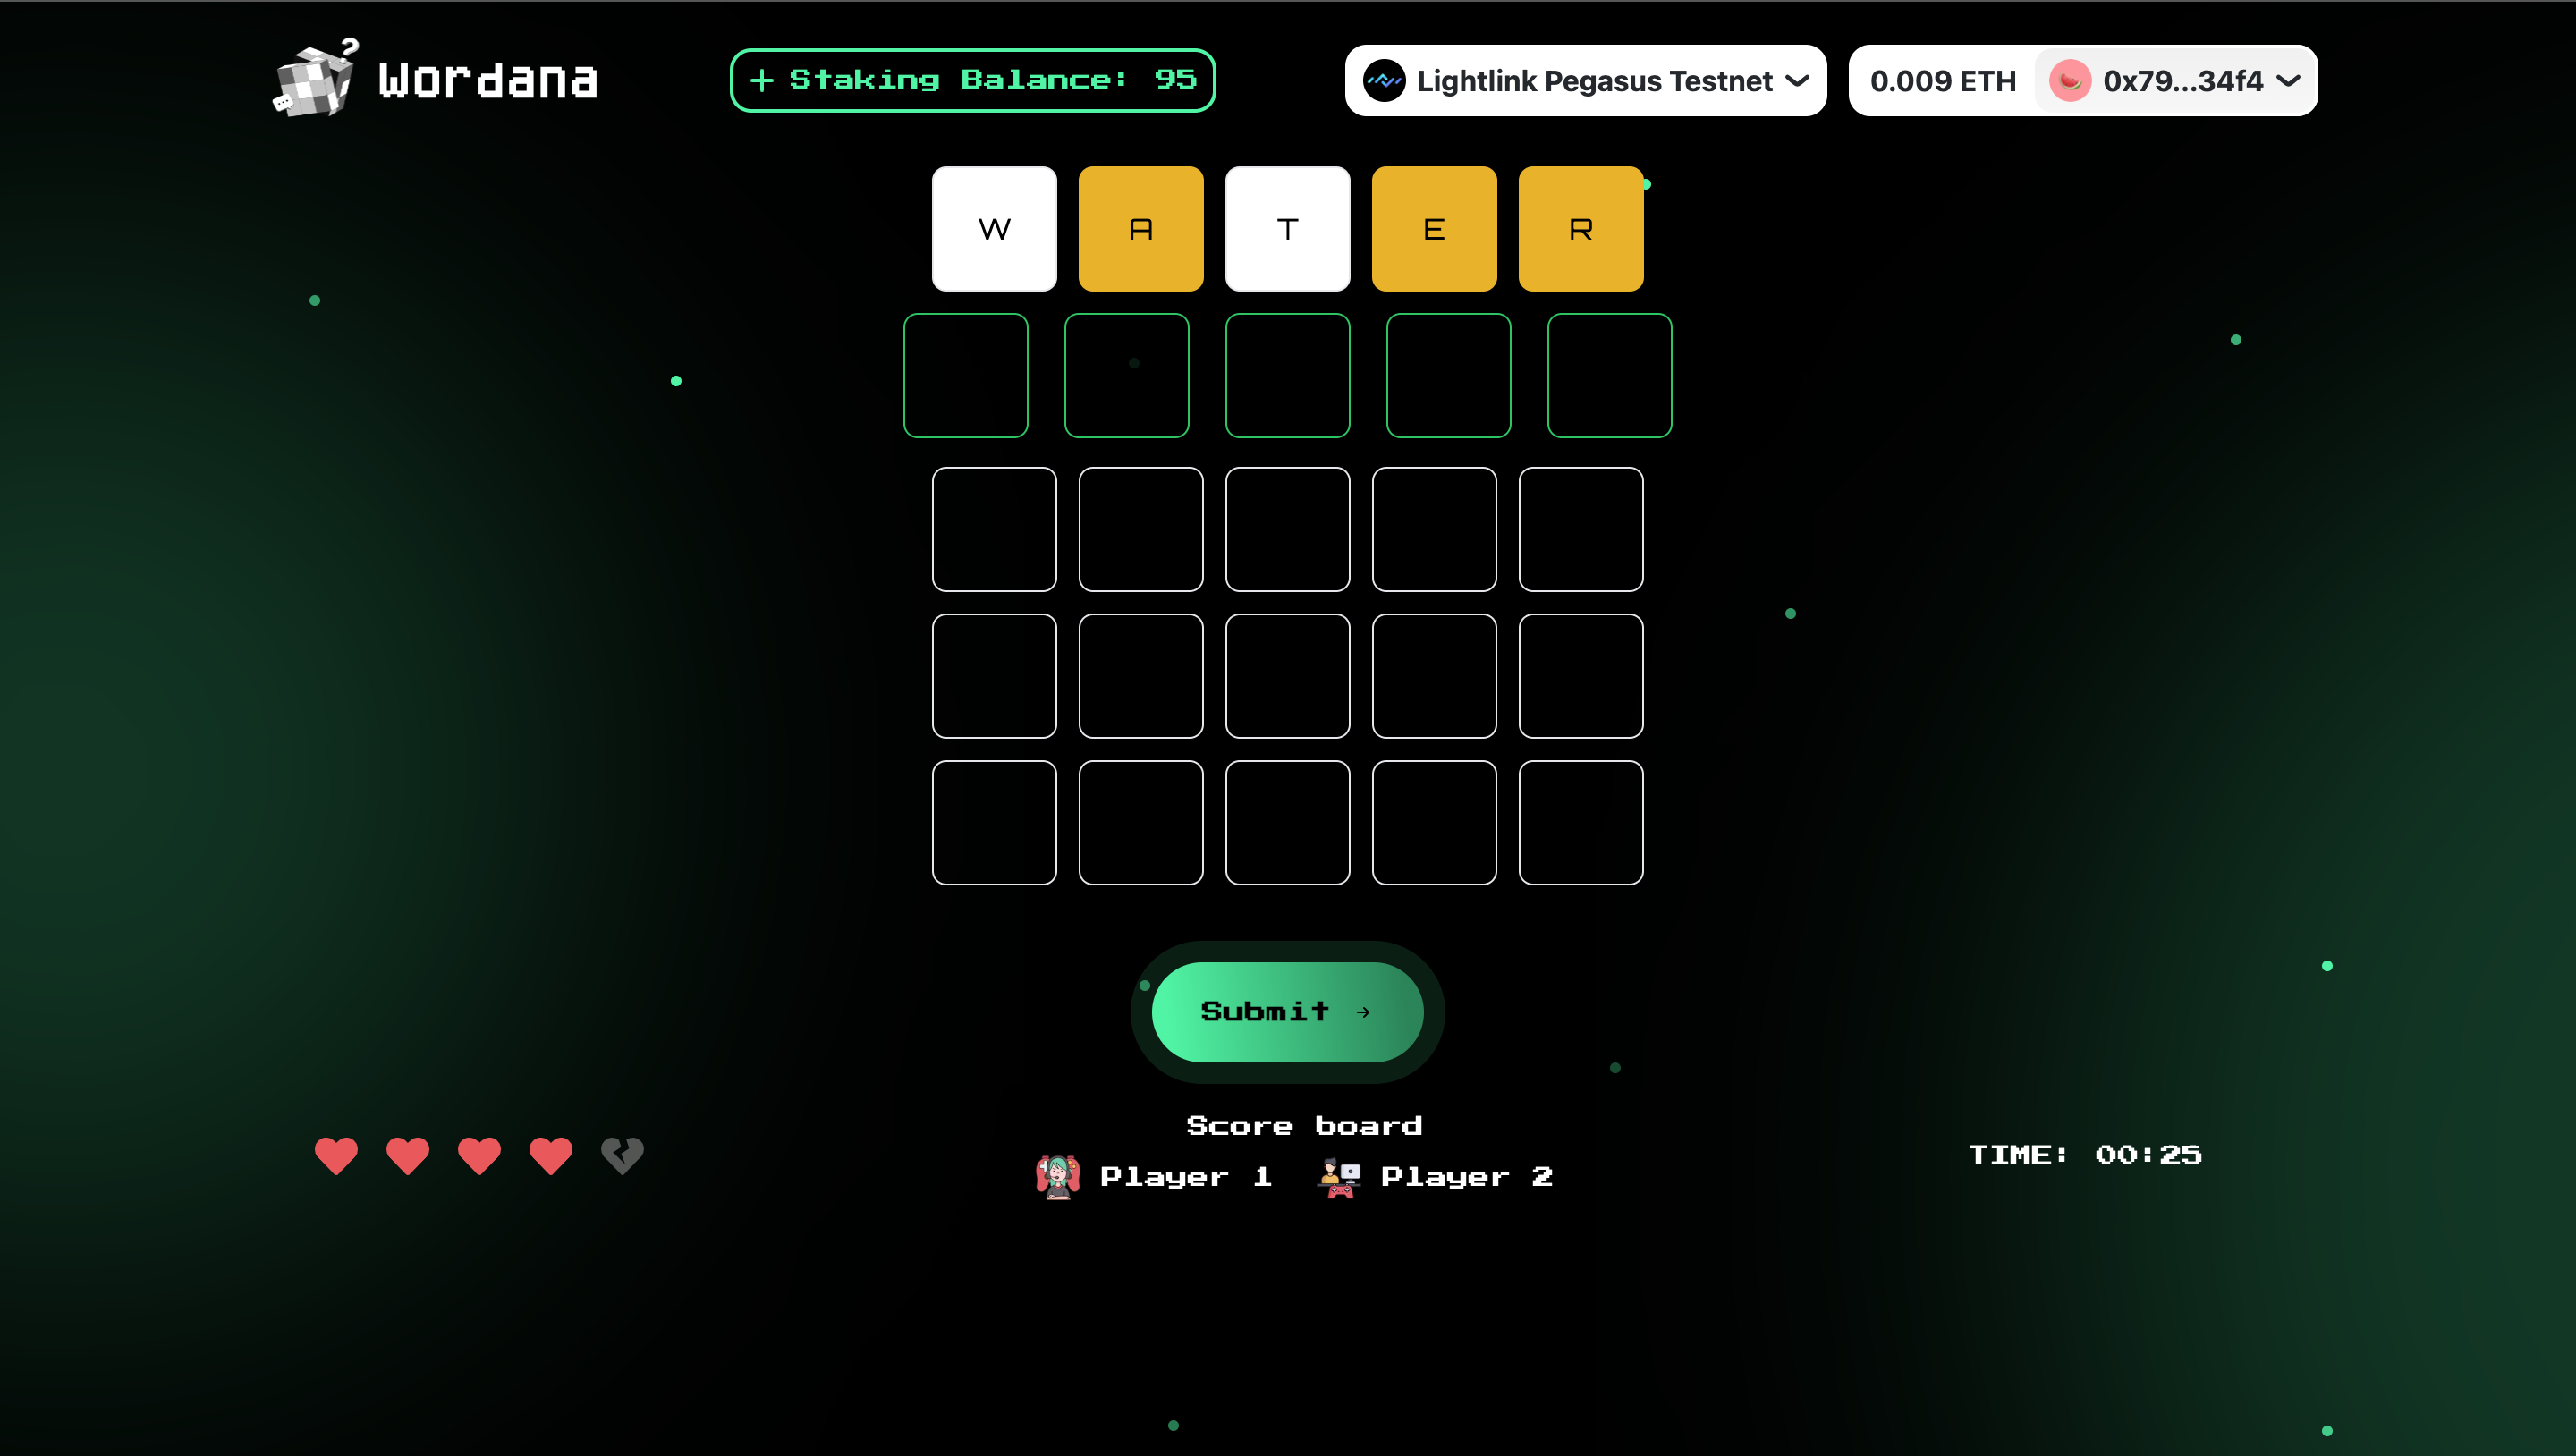 Wordana
+ Staking Balance: 95
Lightlink Pegasus Testnet
0.009 ETH
0x79...34f4
W A T E R
Submit →
Score board
Player 1 Player 2
TIME: 00:25